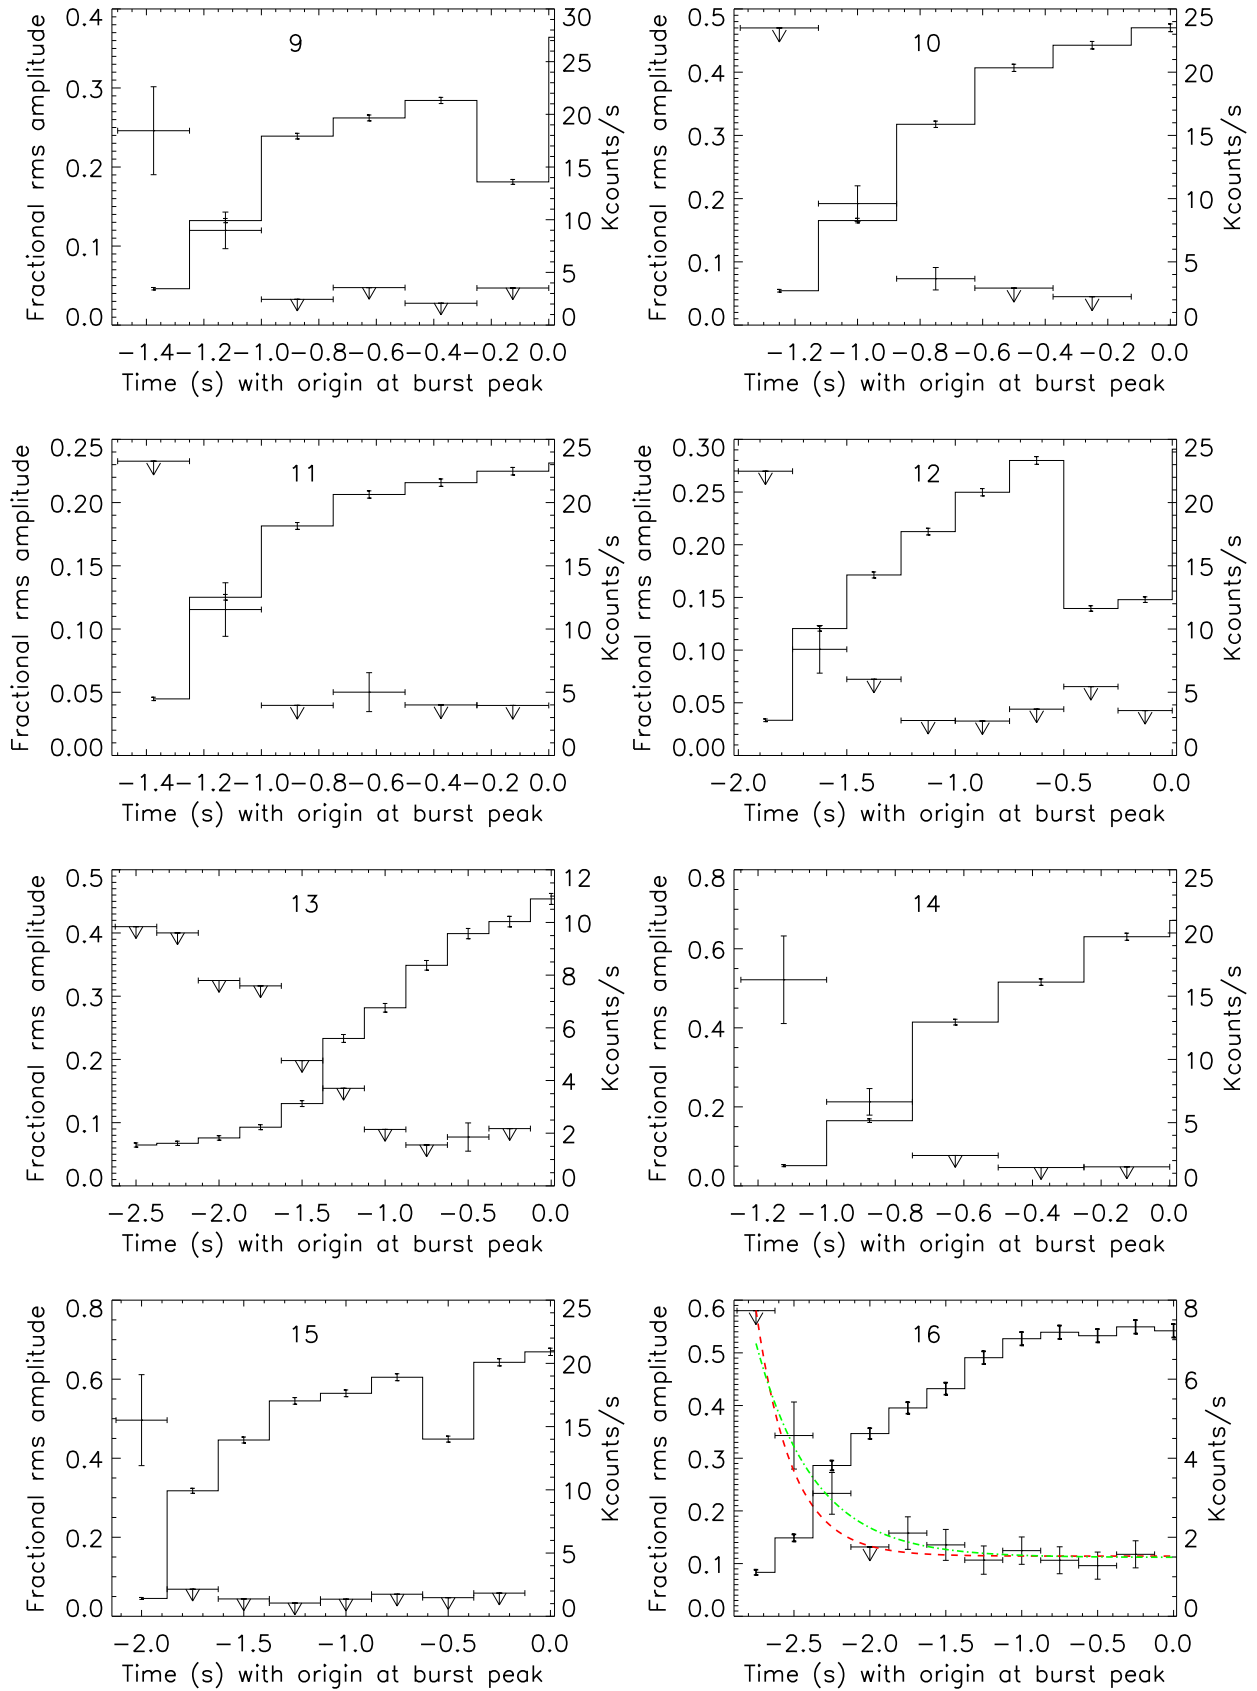 9
Fractional rms amplitude
0.4 0.3 0.2 0.1 0.0
30 25 20 15 10 5 0
Kcounts/s
-1.4 -1.2 -1.0 -0.8 -0.6 -0.4 -0.2 0.0
Time (s) with origin at burst peak
10
Fractional rms amplitude
0.5 0.4 0.3 0.2 0.1 0.0
25 20 15 10 5 0
Kcounts/s
-1.2 -1.0 -0.8 -0.6 -0.4 -0.2 0.0
Time (s) with origin at burst peak
11
Fractional rms amplitude
0.25 0.20 0.15 0.10 0.05 0.00
25 20 15 10 5 0
Kcounts/s
-1.4 -1.2 -1.0 -0.8 -0.6 -0.4 -0.2 0.0
Time (s) with origin at burst peak
12
Fractional rms amplitude
0.30 0.25 0.20 0.15 0.10 0.05 0.00
25 20 15 10 5 0
Kcounts/s
-2.0 -1.5 -1.0 -0.5 0.0
Time (s) with origin at burst peak
13
Fractional rms amplitude
0.5 0.4 0.3 0.2 0.1 0.0
12 10 8 6 4 2 0
Kcounts/s
-2.5 -2.0 -1.5 -1.0 -0.5 0.0
Time (s) with origin at burst peak
14
Fractional rms amplitude
0.8 0.6 0.4 0.2 0.0
25 20 15 10 5 0
Kcounts/s
-1.2 -1.0 -0.8 -0.6 -0.4 -0.2 0.0
Time (s) with origin at burst peak
15
Fractional rms amplitude
0.8 0.6 0.4 0.2 0.0
25 20 15 10 5 0
Kcounts/s
-2.0 -1.5 -1.0 -0.5 0.0
Time (s) with origin at burst peak
16
Fractional rms amplitude
0.6 0.5 0.4 0.3 0.2 0.1 0.0
8 6 4 2 0
Kcounts/s
-2.5 -2.0 -1.5 -1.0 -0.5 0.0
Time (s) with origin at burst peak